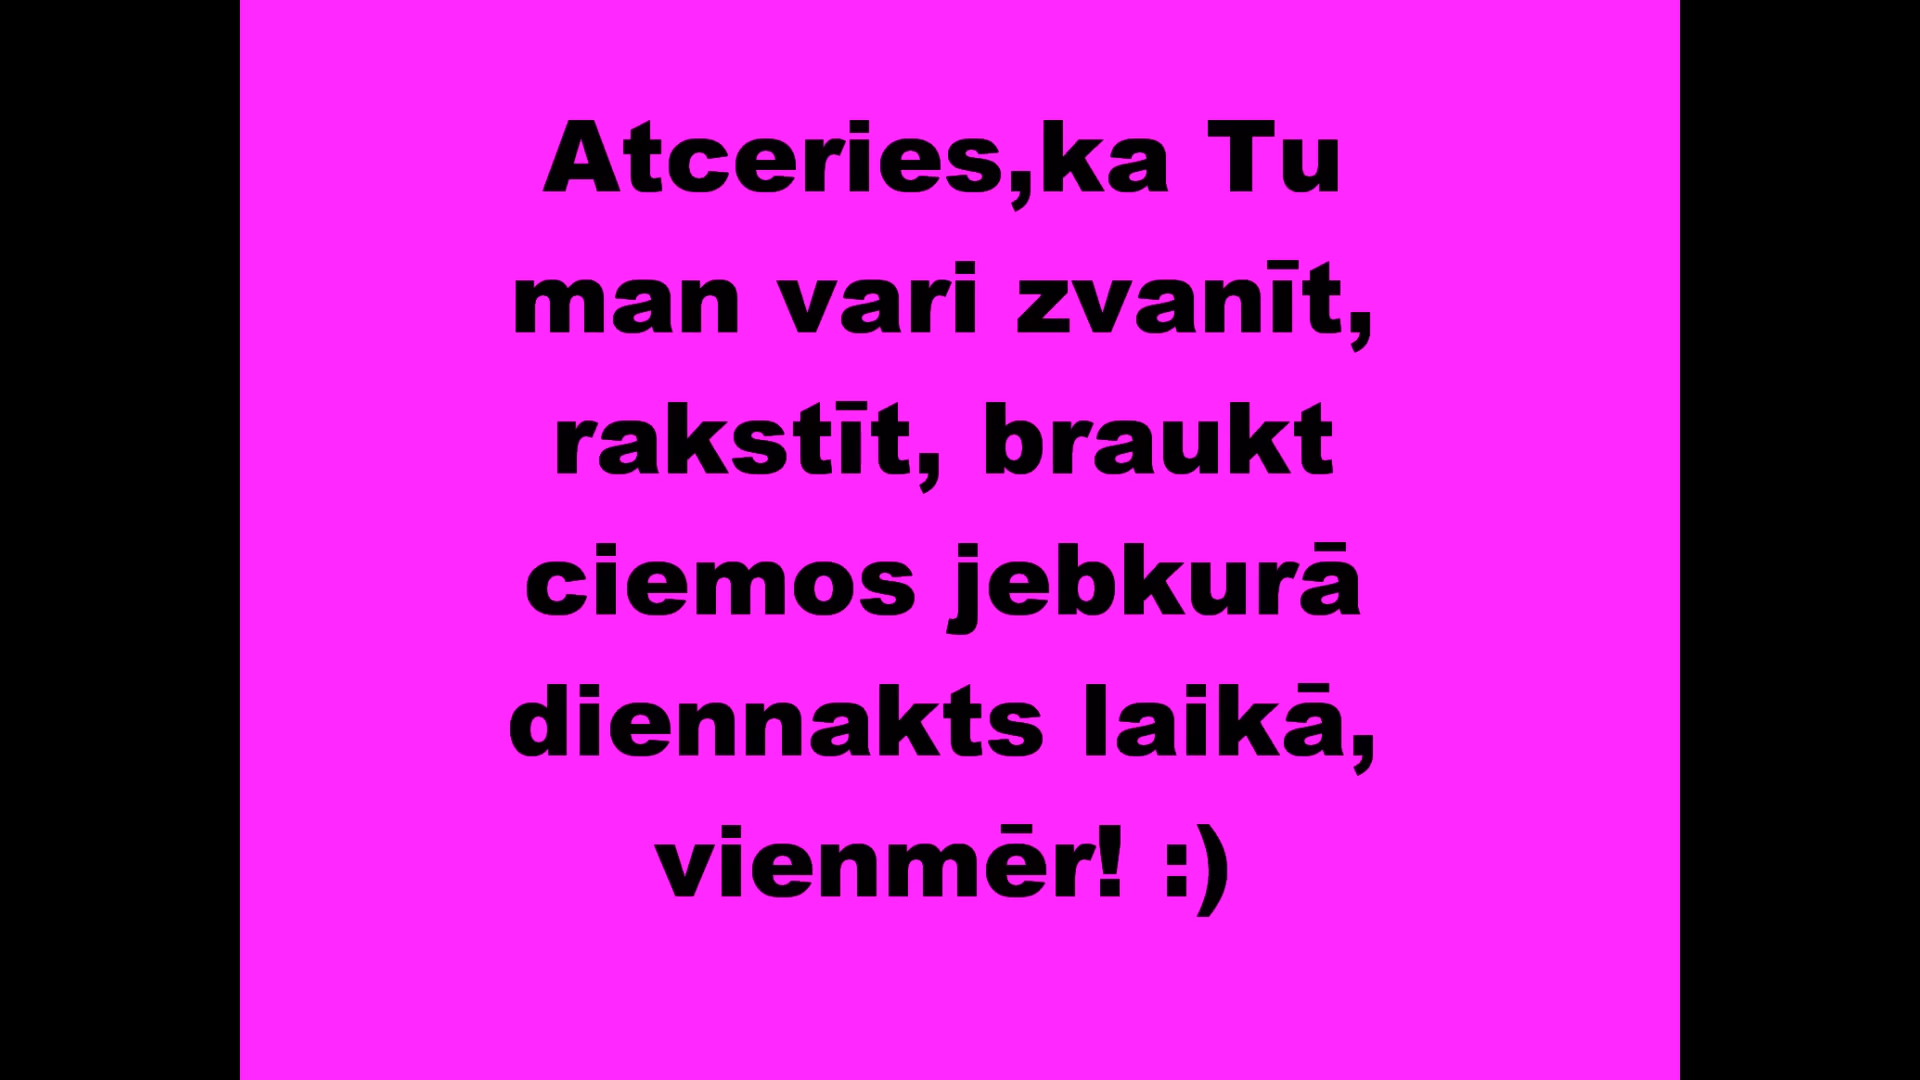 Atceries,ka Tu
man vari zvanīt,
rakstīt, braukt
ciemos jebkurā
diennakts laikā,
vienmēr! :)